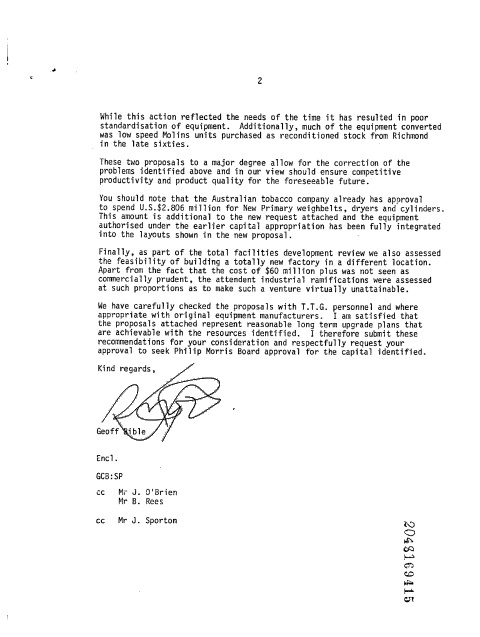 2
While this action reflected the needs of the time it has resulted in poor
standardisation of equipment. Additionally, much of the equipment converted
was low speed Molins units purchased as reconditioned stock from Richmond
in the late sixties.
These two proposals to a major degree allow for the correction of the
problems identified above and in our view should ensure competitive
productivity and product quality for the foreseeable future.
You should note that the Australian tobacco company already has approval
to spend U.S.$2.806 million for New Primary weighbelts, dryers and cylinders.
This amount is additional to the new request attached and the equipment
authorised under the earlier capital appropriation has been fully integrated
into the layouts shown in the new proposal.
Finally, as part of the total facilities development review we also assessed
the feasibility of building a totally new factory in a different location.
Apart from the fact that the cost of $60 million plus was not seen as
commercially prudent, the attendent industrial ramifications were assessed
at such proportions as to make such a venture virtually unattainable.
We have carefully checked the proposals with T.T.G. personnel and where
appropriate with original equipment manufacturers. I am satisfied that
the proposals attached represent reasonable long term upgrade plans that
are achievable with the resources identified. I therefore submit these
recommendations for your consideration and respectfully request your
approval to seek Philip Morris Board approval for the capital identified.
Kind regards,
Geoff Bible
Encl.
GCB:SP
cc Mr J. O'Brien
Mr B. Rees
cc Mr J. Sporton
2048169415